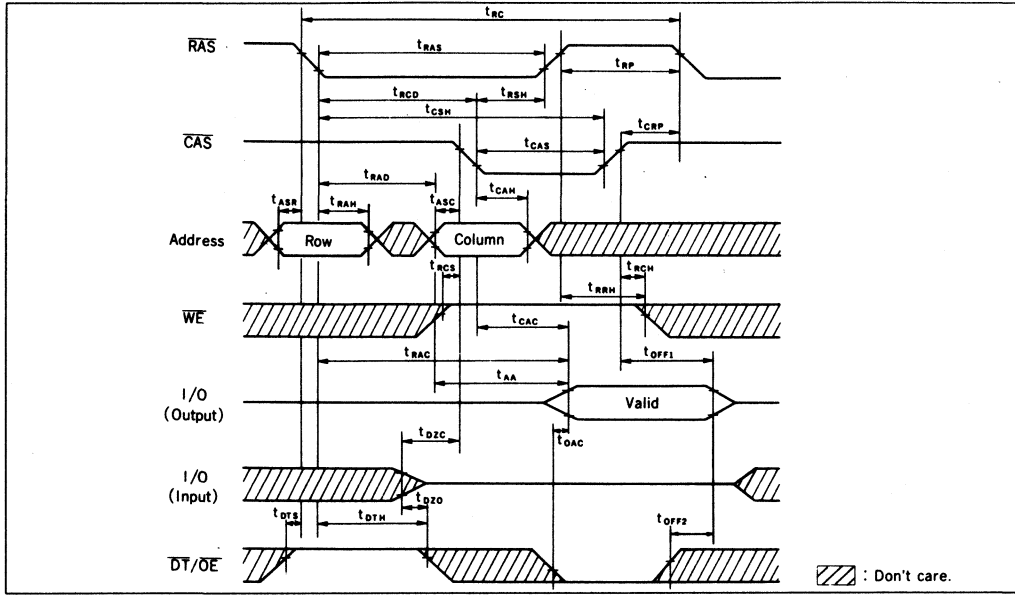 tRC
RAS
tRAS
tRP
tRCD
tRSH
tCSH
tCRP
CAS
tCAS
tRAD
tCAH
tASR
tRAH
tASC
Address
Row
Column
tRCS
tRCH
tRRH
WE
tCAC
tRAC
tOFF1
tAA
I/O
(Output)
Valid
tDZC
tOAC
I/O
(Input)
tDZO
tDTS
tDTH
tOFF2
DT/OE
: Don't care.